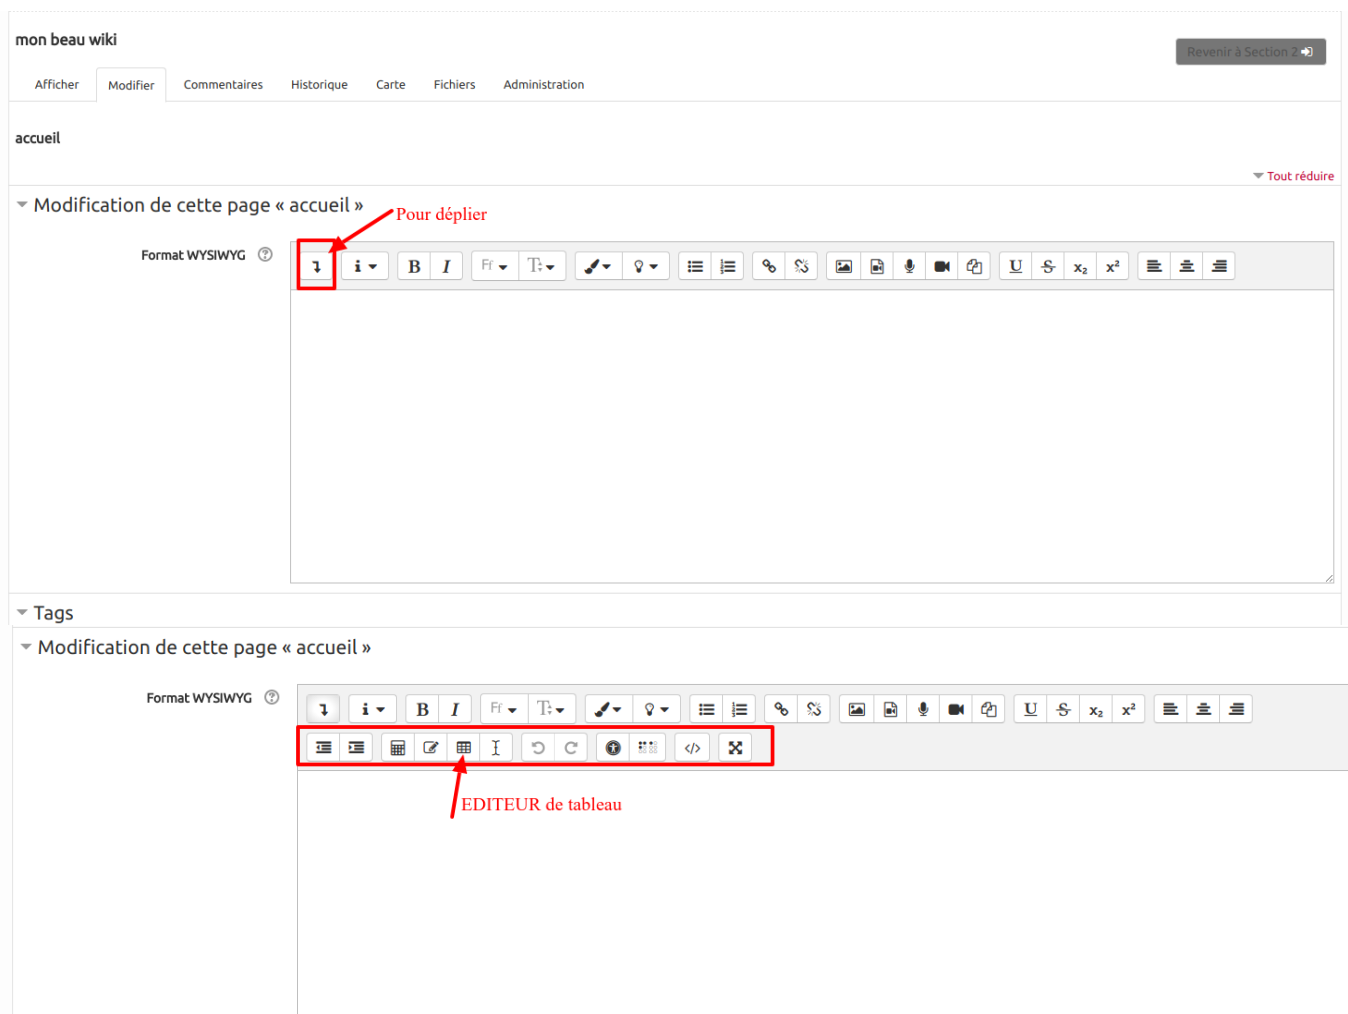 mon beau wiki
Revenir à Section 2
Afficher Modifier Commentaires Historique Carte Fichiers Administration
accueil
Tout réduire
Modification de cette page « accueil »
Pour déplier
Format WYSIWYG
Tags
Modification de cette page « accueil »
Format WYSIWYG
EDITEUR de tableau